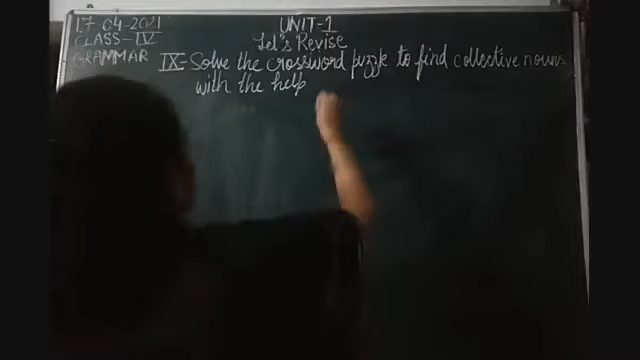 17-04-2021
CLASS-IV
GRAMMAR
UNIT-1
Let's Revise
IX- Solve the crossword puzzle to find collective nouns
with the help